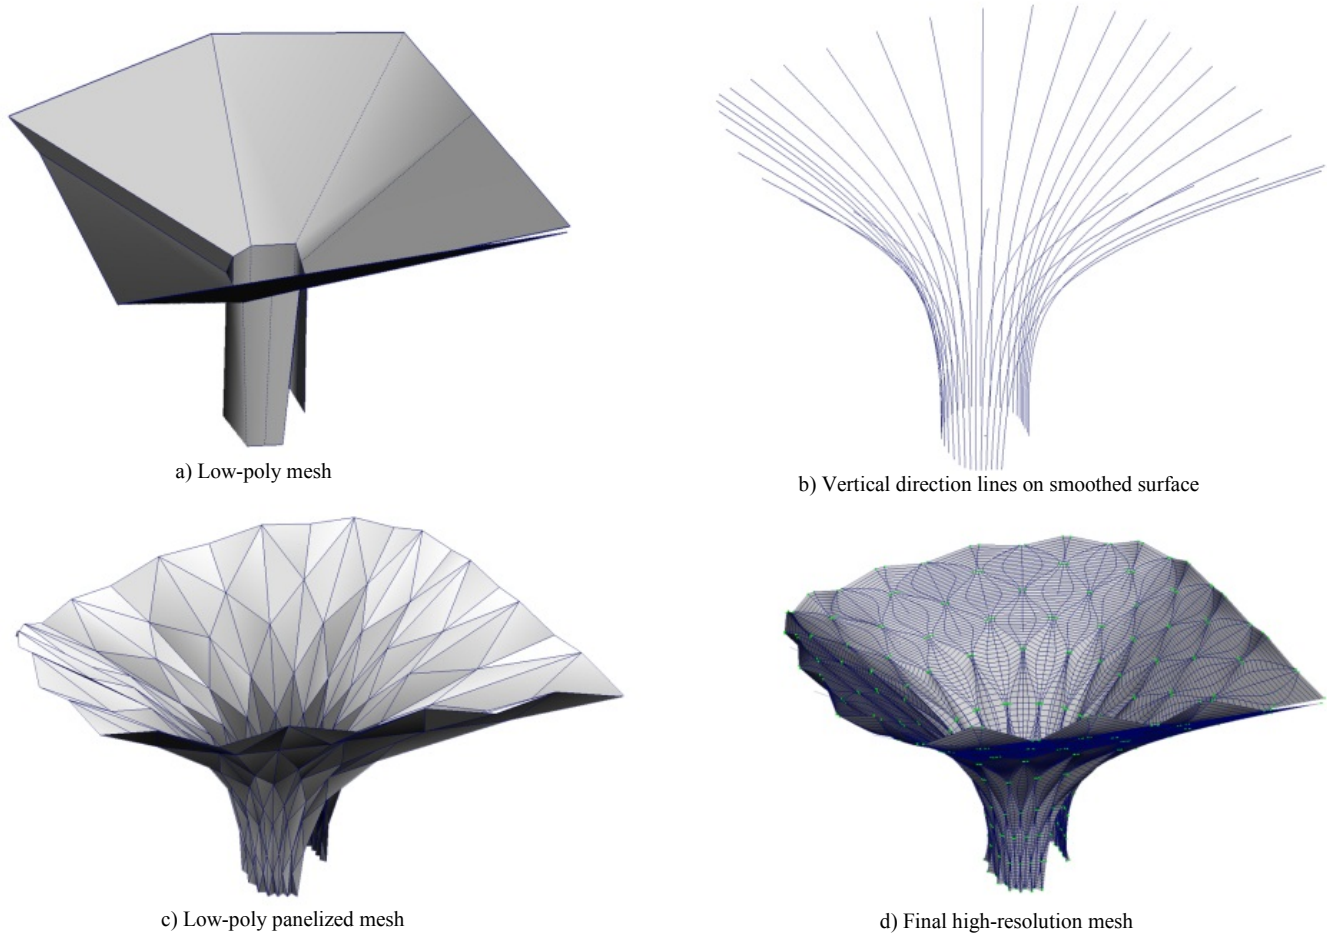 a) Low-poly mesh
b) Vertical direction lines on smoothed surface
c) Low-poly panelized mesh
d) Final high-resolution mesh